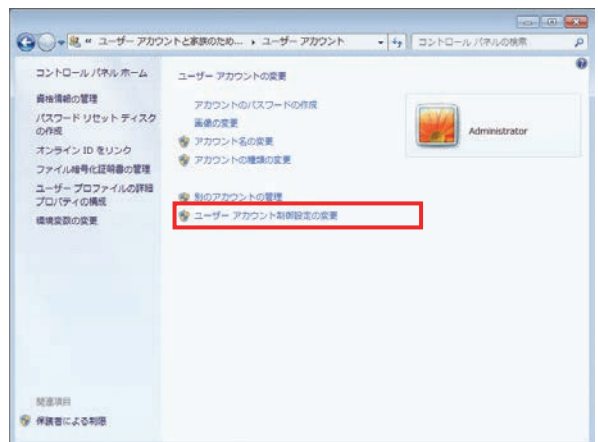 « ユーザー アカウントと家族のため... ▸ ユーザー アカウント
コントロール パネルの検索
コントロール パネル ホーム
資格情報の管理
パスワード リセット ディスク
の作成
オンライン ID をリンク
ファイル暗号化証明書の管理
ユーザー プロファイルの詳細
プロパティの構成
環境変数の変更
ユーザー アカウントの変更
アカウントのパスワードの作成
画像の変更
アカウント名の変更
アカウントの種類の変更
別のアカウントの管理
ユーザー アカウント制御設定の変更
Administrator
関連項目
保護者による制限